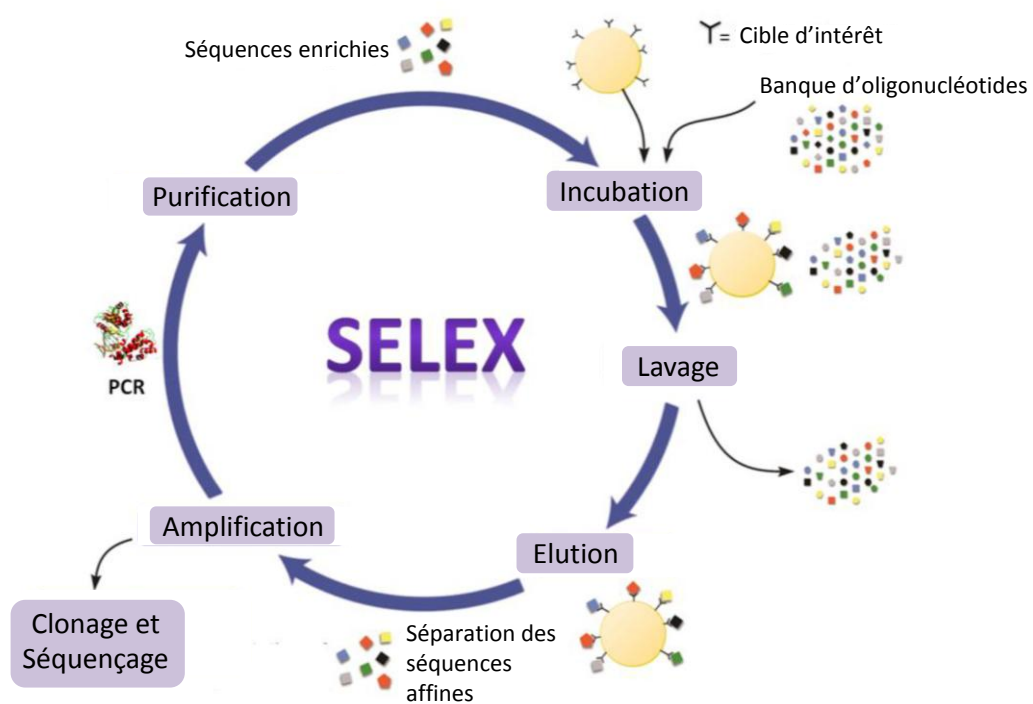 Séquences enrichies
Y= Cible d’intérêt
Banque d’oligonucléotides
Purification
Incubation
SELEX
PCR
Lavage
Amplification
Elution
Clonage et
Séquençage
Séparation des
séquences
affines